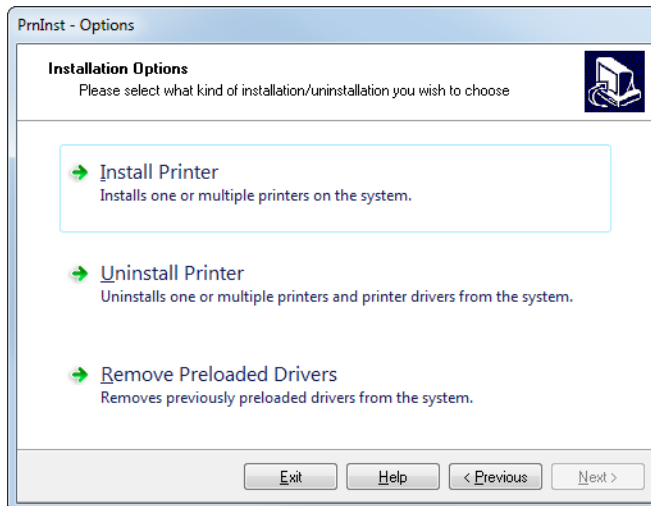 PrnInst - Options
Installation Options
Please select what kind of installation/uninstallation you wish to choose
Install Printer
Installs one or multiple printers on the system.
Uninstall Printer
Uninstalls one or multiple printers and printer drivers from the system.
Remove Preloaded Drivers
Removes previously preloaded drivers from the system.
Exit Help < Previous Next >